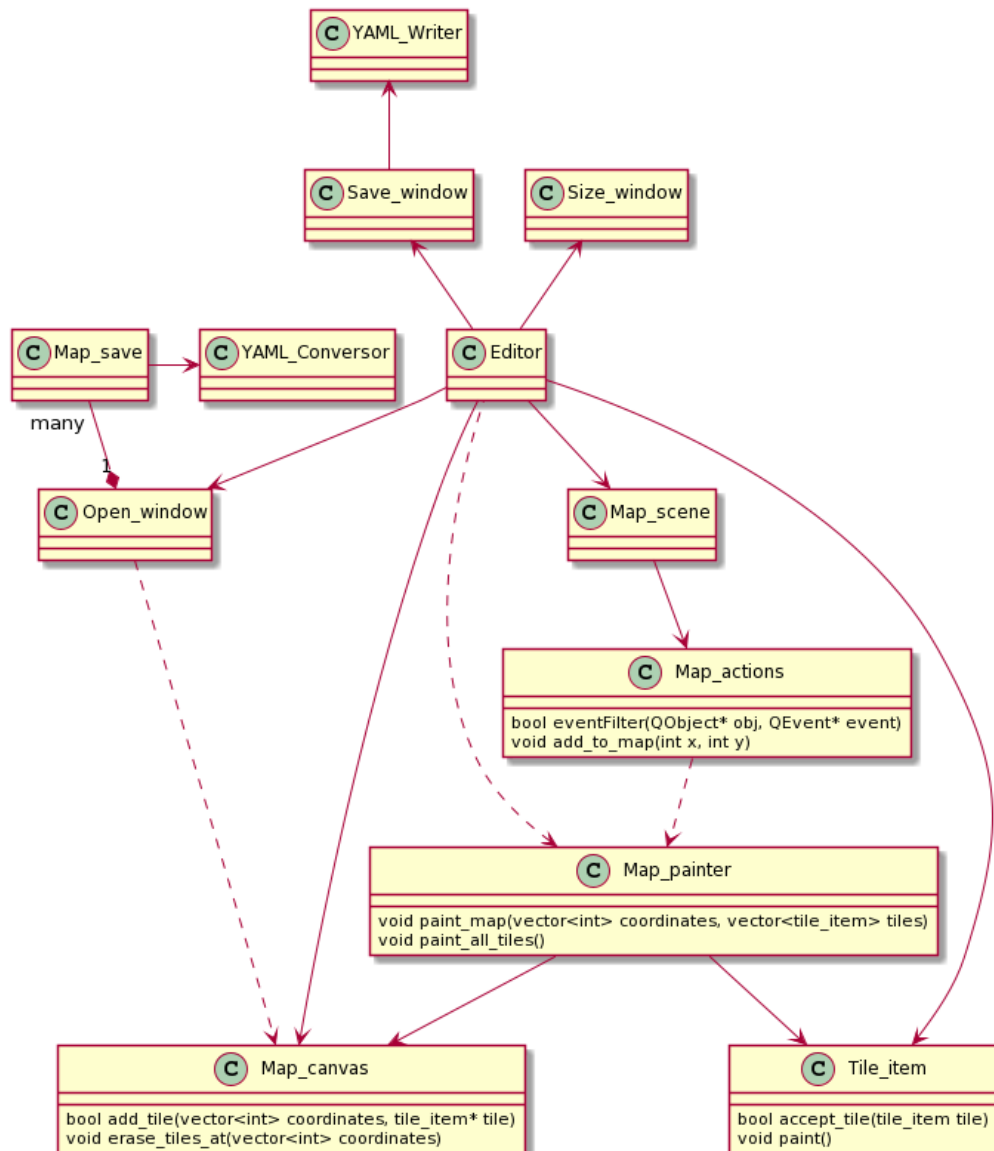 C YAML_Writer
C Save_window
C Size_window
C Map_save
C YAML_Conversor
C Editor
many
1
C Open_window
C Map_scene
C Map_actions
bool eventFilter(QObject* obj, QEvent* event)
void add_to_map(int x, int y)
C Map_painter
void paint_map(vector<int> coordinates, vector<tile_item> tiles)
void paint_all_tiles()
C Map_canvas
bool add_tile(vector<int> coordinates, tile_item* tile)
void erase_tiles_at(vector<int> coordinates)
C Tile_item
bool accept_tile(tile_item tile)
void paint()